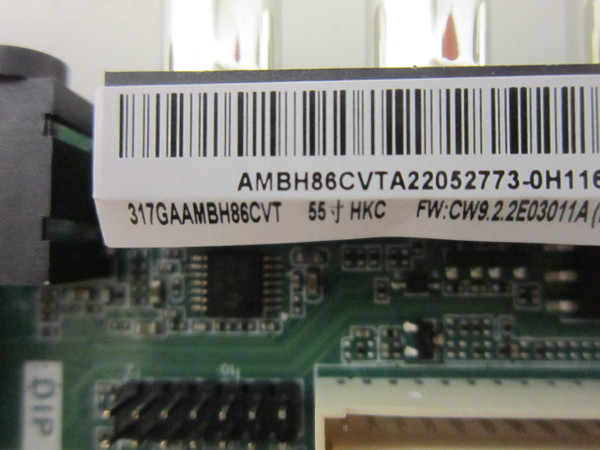 AMBH86CVTA22052773-0H116
317GAAMBH86CVT 55寸 HKC FW:CW9.2.2E03011A(
DIP